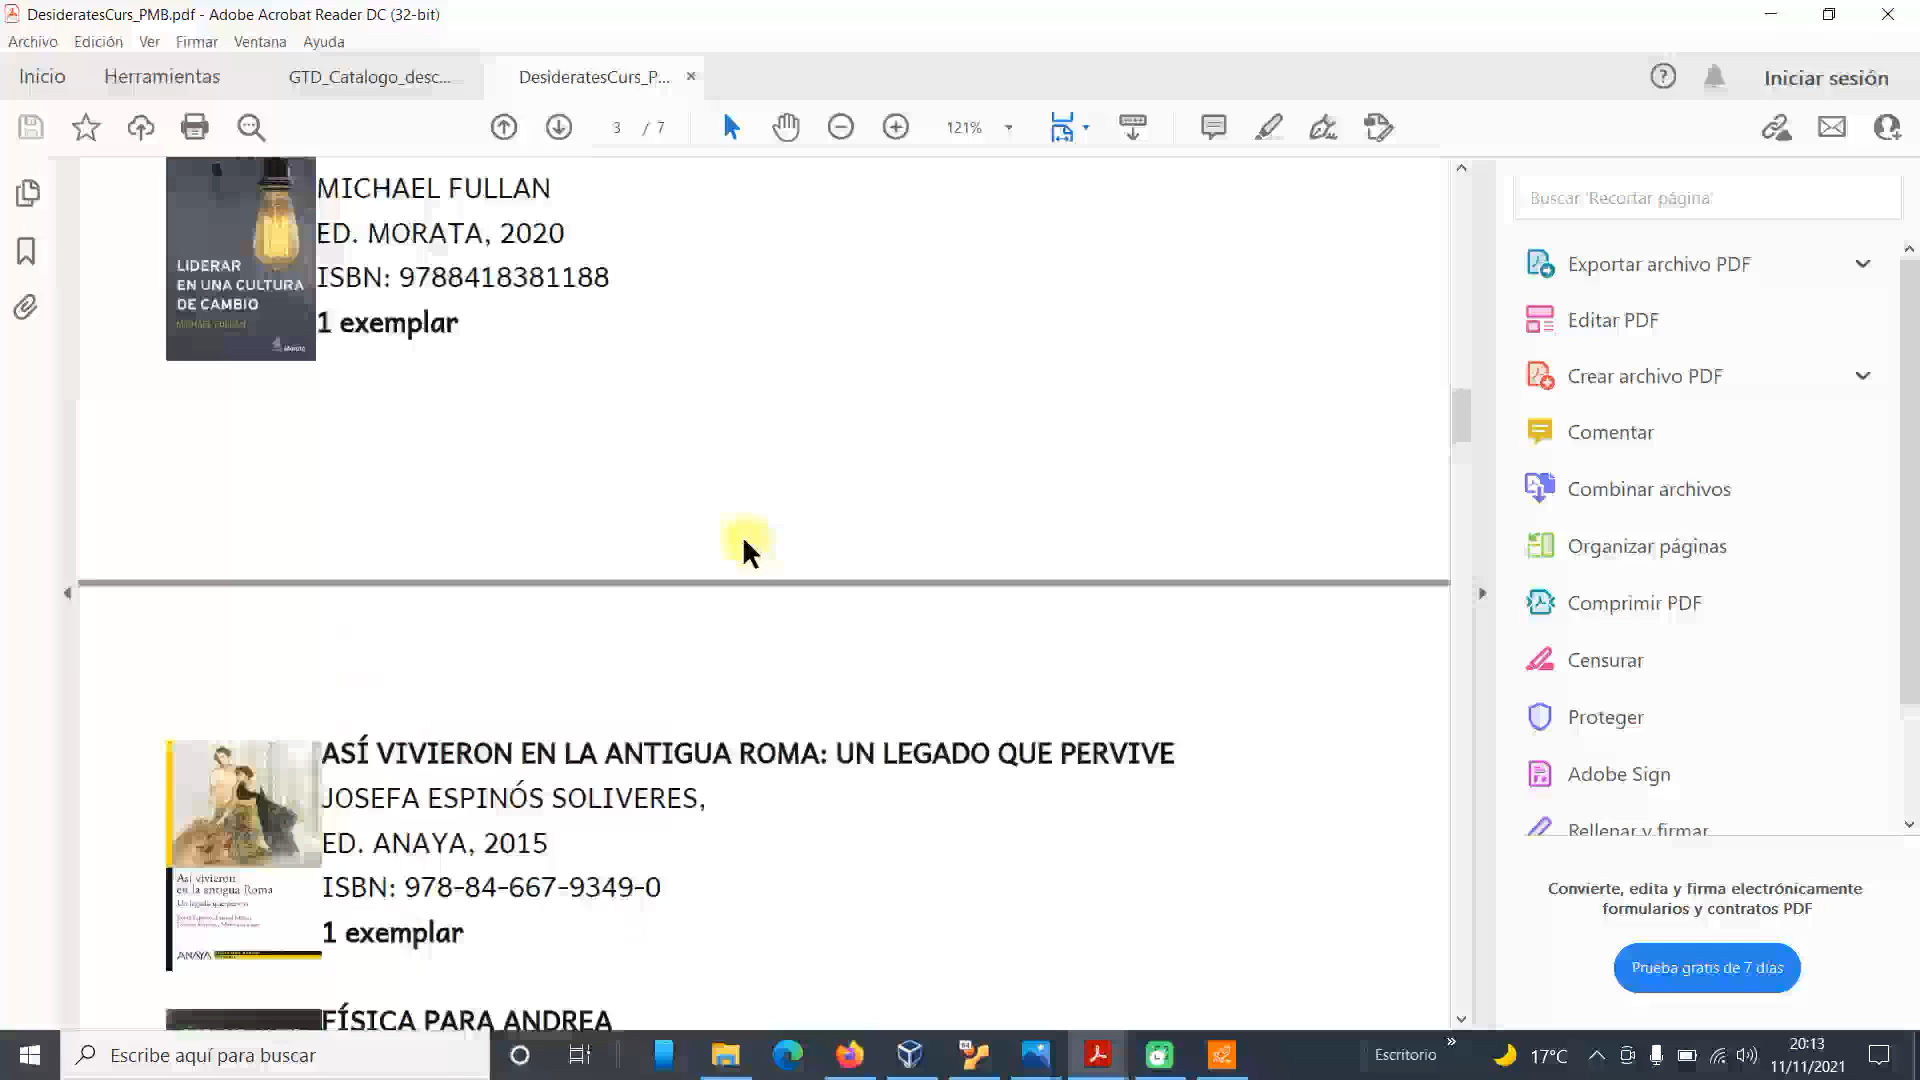 DesideratesCurs_PMB.pdf - Adobe Acrobat Reader DC (32-bit)
Archivo Edición Ver Firmar Ventana Ayuda
Inicio Herramientas GTD_Catalogo_desc... DesideratesCurs_P... Iniciar sesión
3 / 7 121%
LIDERAR
EN UNA CULTURA
DE CAMBIO
MICHAEL FULLAN
MICHAEL FULLAN
ED. MORATA, 2020
ISBN: 9788418381188
1 exemplar
ASÍ VIVIERON EN LA ANTIGUA ROMA: UN LEGADO QUE PERVIVE
JOSEFA ESPINÓS SOLIVERES,
ED. ANAYA, 2015
ISBN: 978-84-667-9349-0
1 exemplar
Así vivieron
en la antigua Roma
Un legado que pervive
ANAYA
FÍSICA PARA ANDREA
Buscar 'Recortar página'
Exportar archivo PDF
Editar PDF
Crear archivo PDF
Comentar
Combinar archivos
Organizar páginas
Comprimir PDF
Censurar
Proteger
Adobe Sign
Rellenar y firmar
Convierte, edita y firma electrónicamente
formularios y contratos PDF
Prueba gratis de 7 días
Escribe aquí para buscar
Escritorio
17°C
20:13
11/11/2021